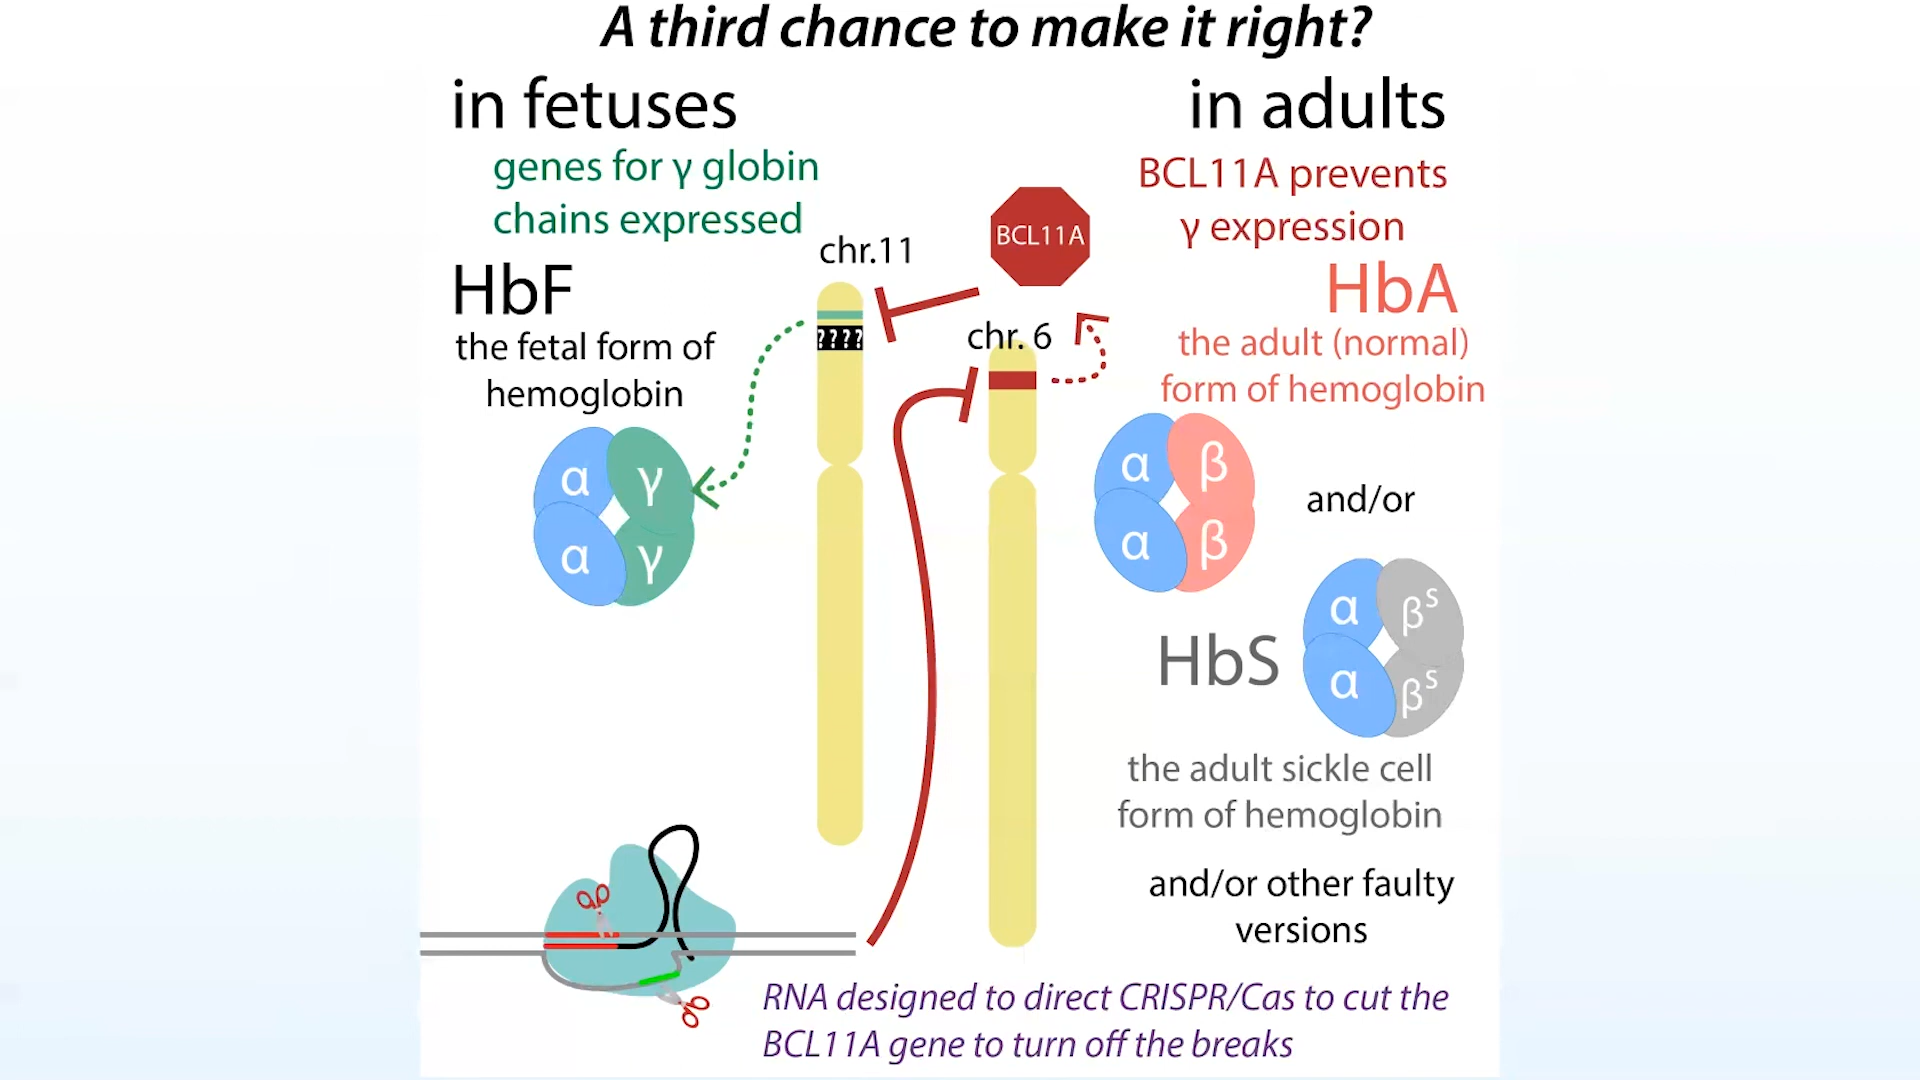 A third chance to make it right?
in fetuses
genes for γ globin
chains expressed
HbF
the fetal form of
hemoglobin
α
γ
α
γ
chr.11
????
BCL11A
chr. 6
in adults
BCL11A prevents
γ expression
HbA
the adult (normal)
form of hemoglobin
α
β
α
β
and/or
HbS
α
βˢ
α
βˢ
the adult sickle cell
form of hemoglobin
and/or other faulty
versions
RNA designed to direct CRISPR/Cas to cut the
BCL11A gene to turn off the breaks